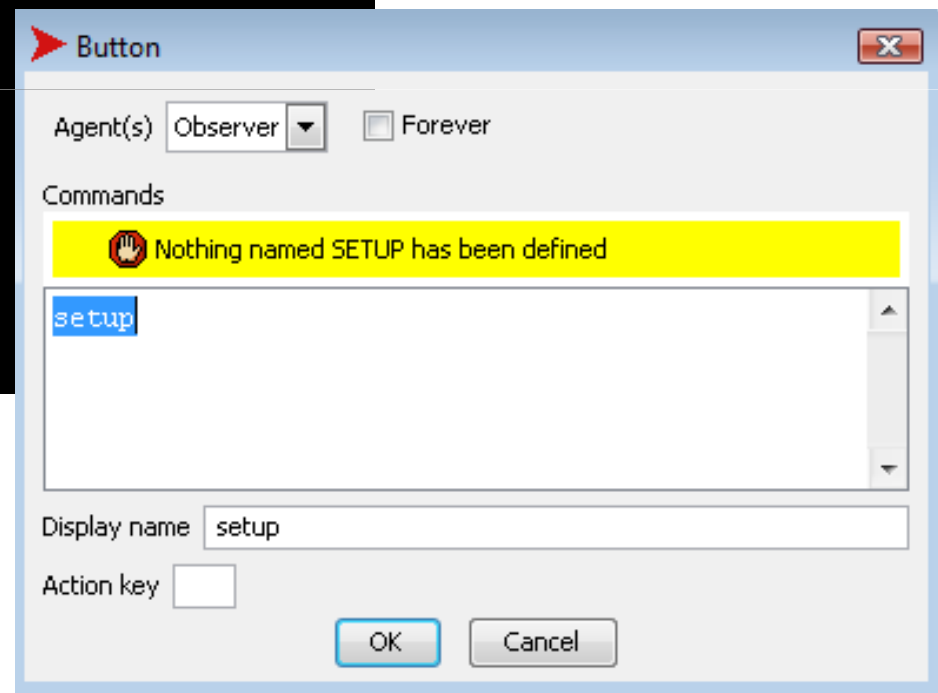 Button
Agent(s) Observer Forever
Commands
Nothing named SETUP has been defined
setup
Display name setup
Action key
OK Cancel